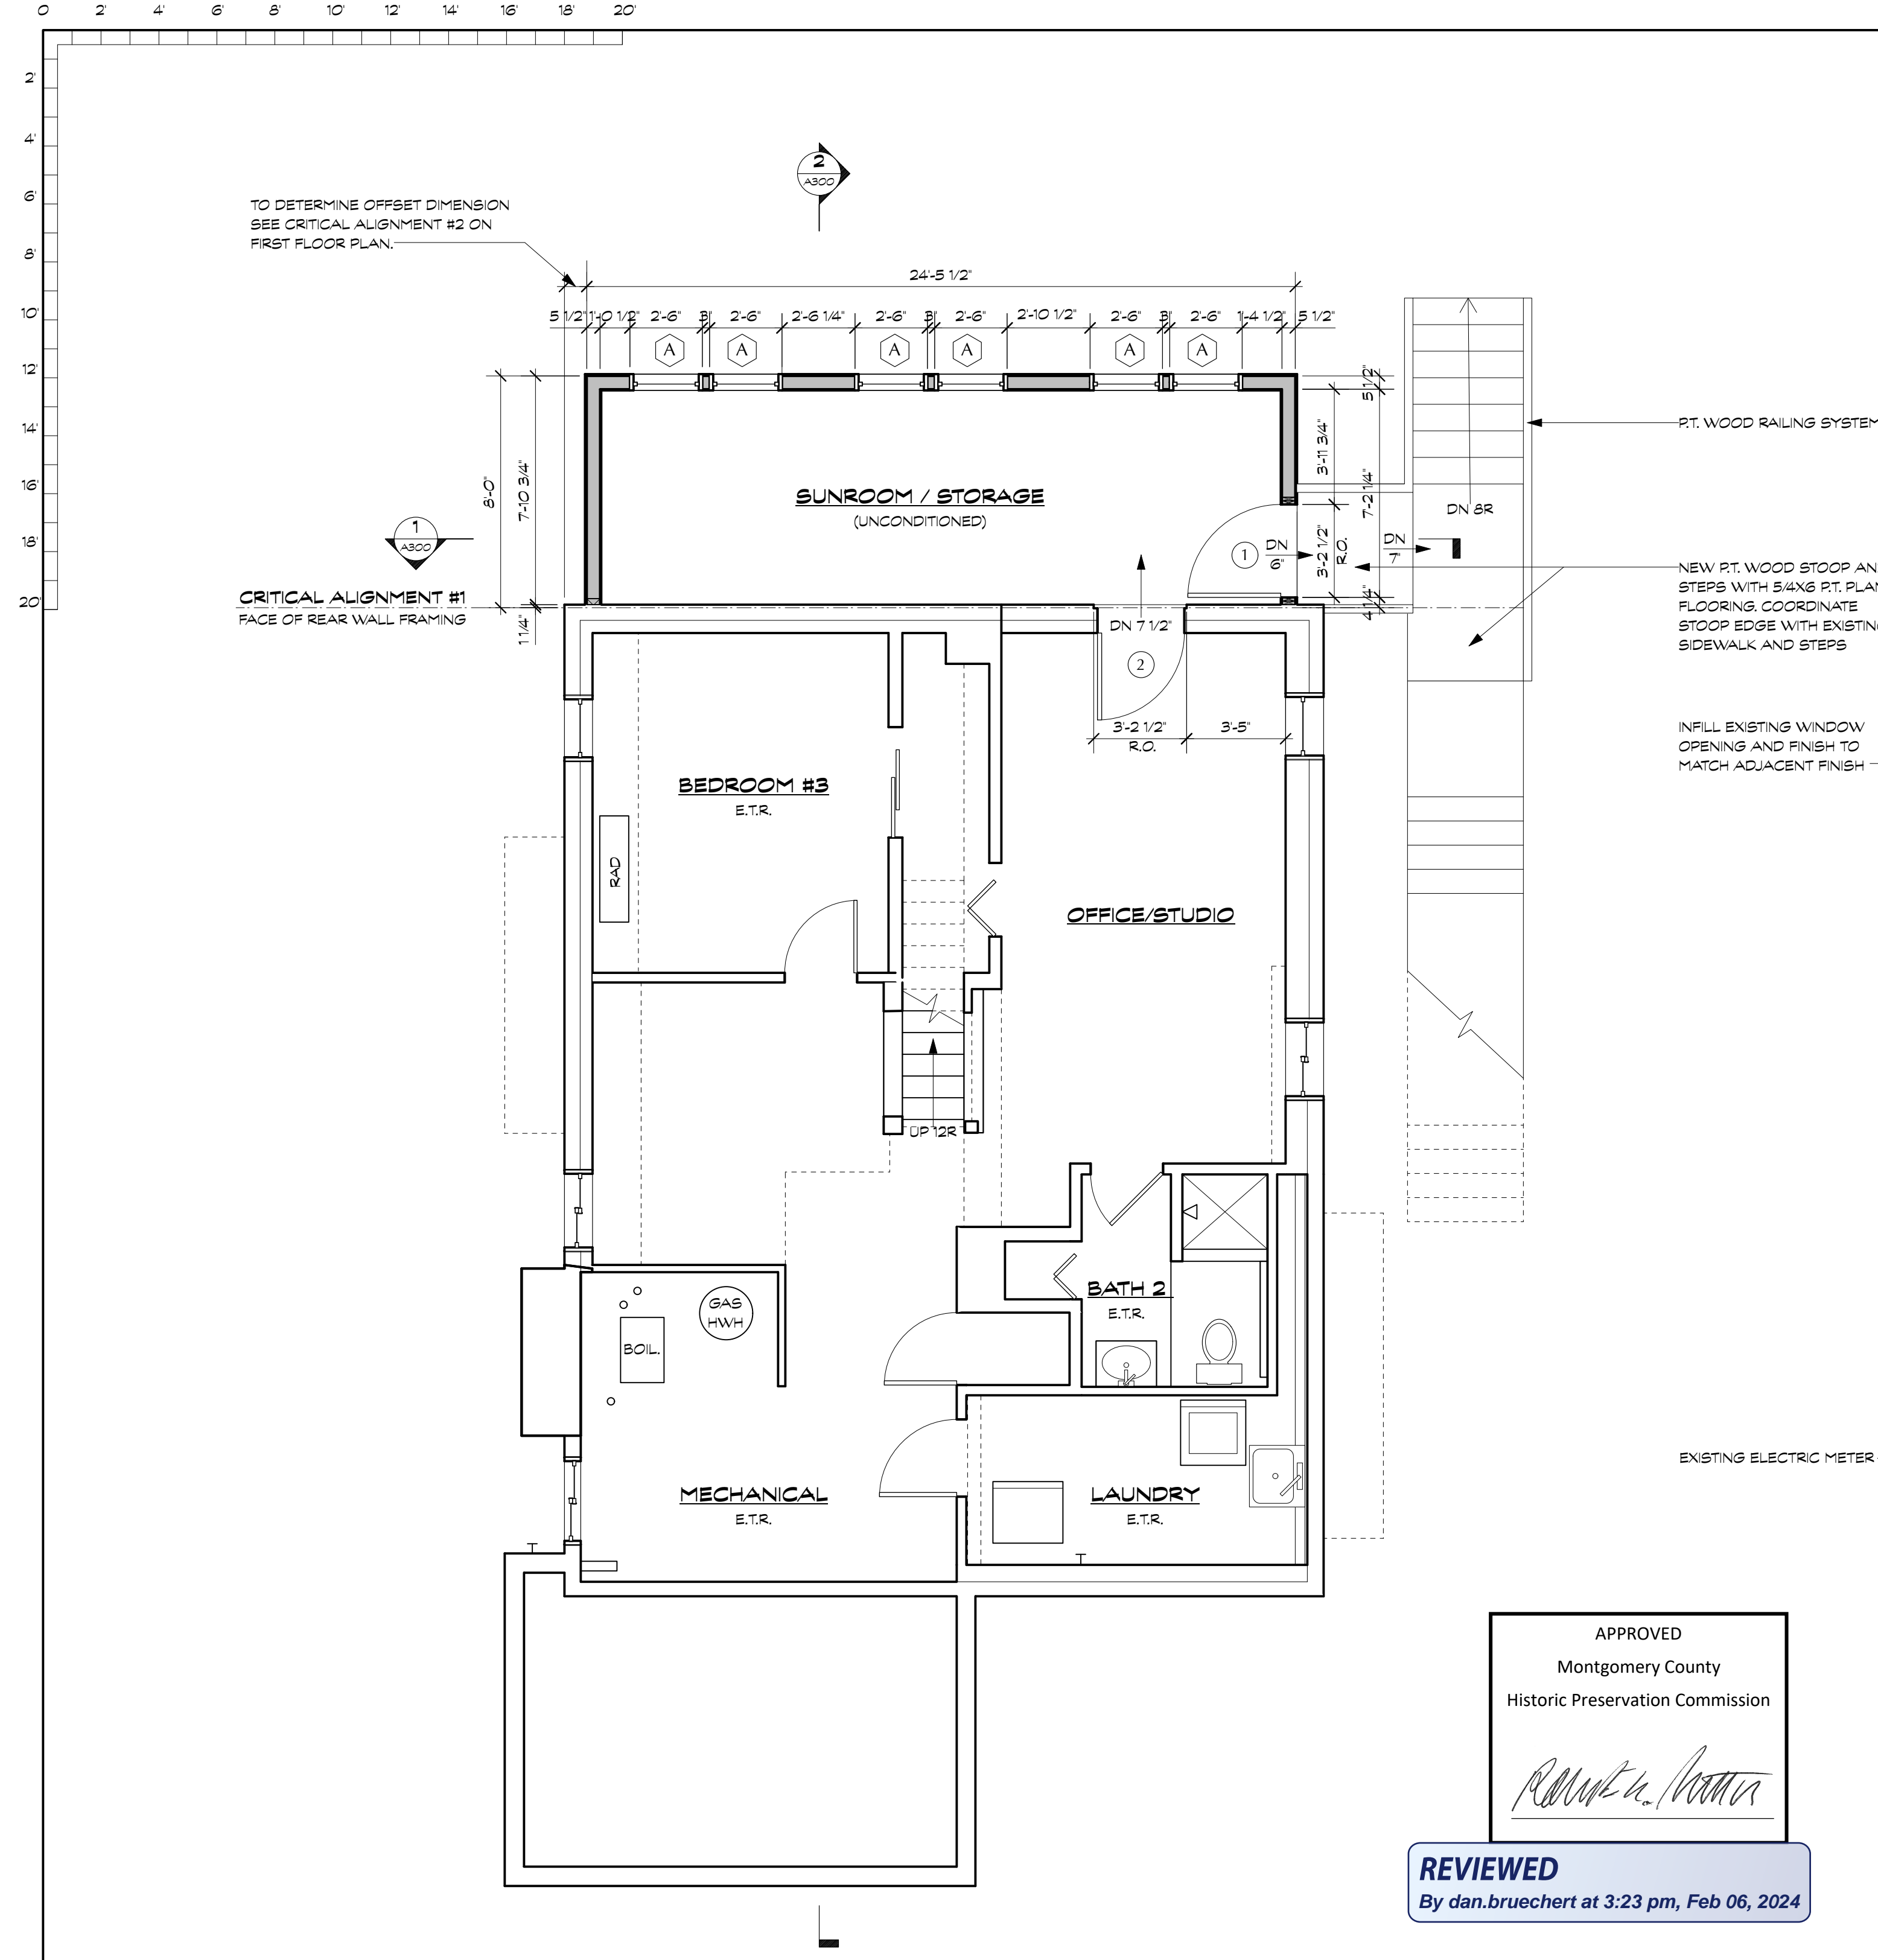 0 2' 4' 6' 8' 10' 12' 14' 16' 18' 20'
2'
4'
6'
8'
10'
12'
14'
16'
18'
20'
2
A300
TO DETERMINE OFFSET DIMENSION
SEE CRITICAL ALIGNMENT #2 ON
FIRST FLOOR PLAN.
24'-5 1/2"
5 1/2" 1'-0 1/2" 2'-6" 3" 2'-6" 2'-6 1/4" 2'-6" 3" 2'-6" 2'-10 1/2" 2'-6" 3" 2'-6" 1'-4 1/2" 5 1/2"
A A A A A A
8'-0"
7'-10 3/4"
1 1/4"
5 1/2"
3'-11 3/4"
7'-2 1/4"
3'-2 1/2"
R.O.
4 1/4"
SUNROOM / STORAGE
(UNCONDITIONED)
1
A300
CRITICAL ALIGNMENT #1
FACE OF REAR WALL FRAMING
1
DN
6"
DN
7"
DN 8R
P.T. WOOD RAILING SYSTEM
NEW P.T. WOOD STOOP AN
STEPS WITH 5/4X6 P.T. PLAN
FLOORING. COORDINATE
STOOP EDGE WITH EXISTING
SIDEWALK AND STEPS
DN 7 1/2"
2
3'-2 1/2"
R.O.
3'-5"
INFILL EXISTING WINDOW
OPENING AND FINISH TO
MATCH ADJACENT FINISH
BEDROOM #3
E.T.R.
RAD
OFFICE/STUDIO
UP 12R
BATH 2
E.T.R.
GAS
HWH
BOIL.
MECHANICAL
E.T.R.
LAUNDRY
E.T.R.
EXISTING ELECTRIC METER
APPROVED
Montgomery County
Historic Preservation Commission
REVIEWED
By dan.bruechert at 3:23 pm, Feb 06, 2024